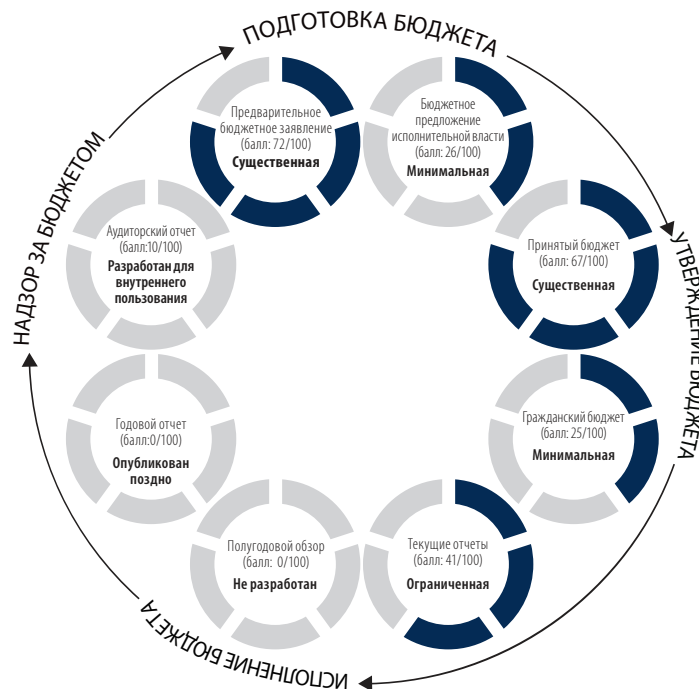 ПОДГОТОВКА БЮДЖЕТА
Предварительное
бюджетное заявление
(балл: 72/100)
Существенная
Бюджетное
предложение
исполнительной власти
(балл: 26/100)
Минимальная
УТВЕРЖДЕНИЕ БЮДЖЕТА
Принятый бюджет
(балл: 67/100)
Существенная
Гражданский бюджет
(балл: 25/100)
Минимальная
Текущие отчеты
(балл: 41/100)
Ограниченная
ИСПОЛНЕНИЕ БЮДЖЕТА
Полугодовой обзор
(балл: 0/100)
Не разработан
Годовой отчет
(балл:0/100)
Опубликован
поздно
НАДЗОР ЗА БЮДЖЕТОМ
Аудиторский отчет
(балл:10/100)
Разработан для
внутреннего
пользования